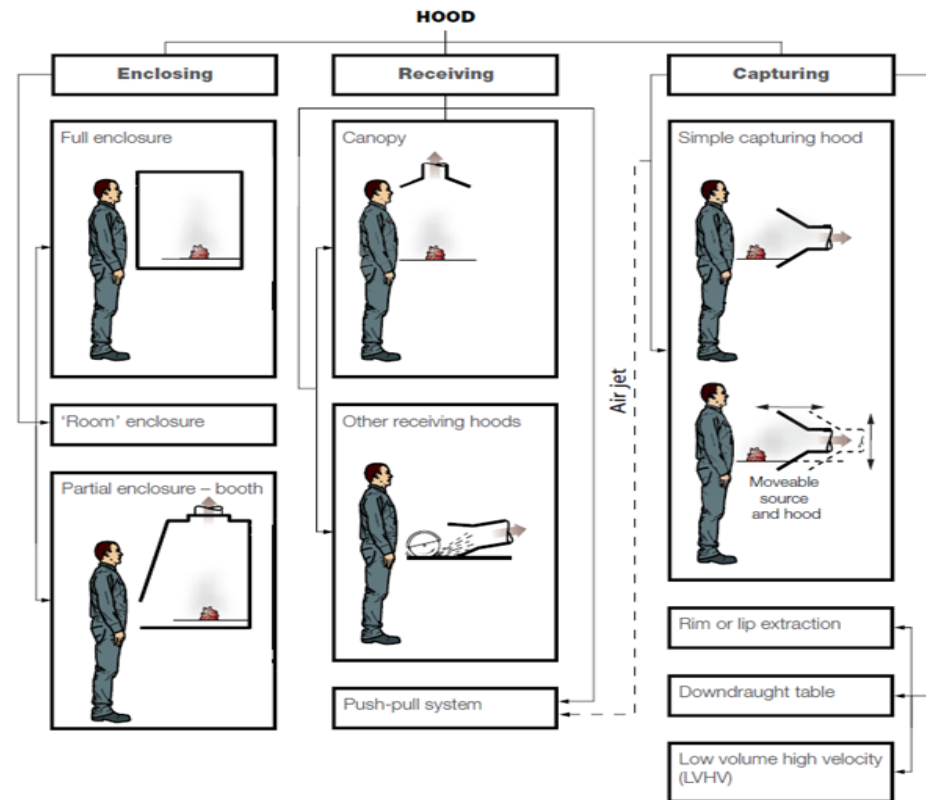 HOOD
Enclosing
Receiving
Capturing
Full enclosure
Canopy
Simple capturing hood
Air jet
‘Room’ enclosure
Other receiving hoods
Moveable
source
and hood
Partial enclosure – booth
Rim or lip extraction
Push-pull system
Downdraught table
Low volume high velocity
(LVHV)